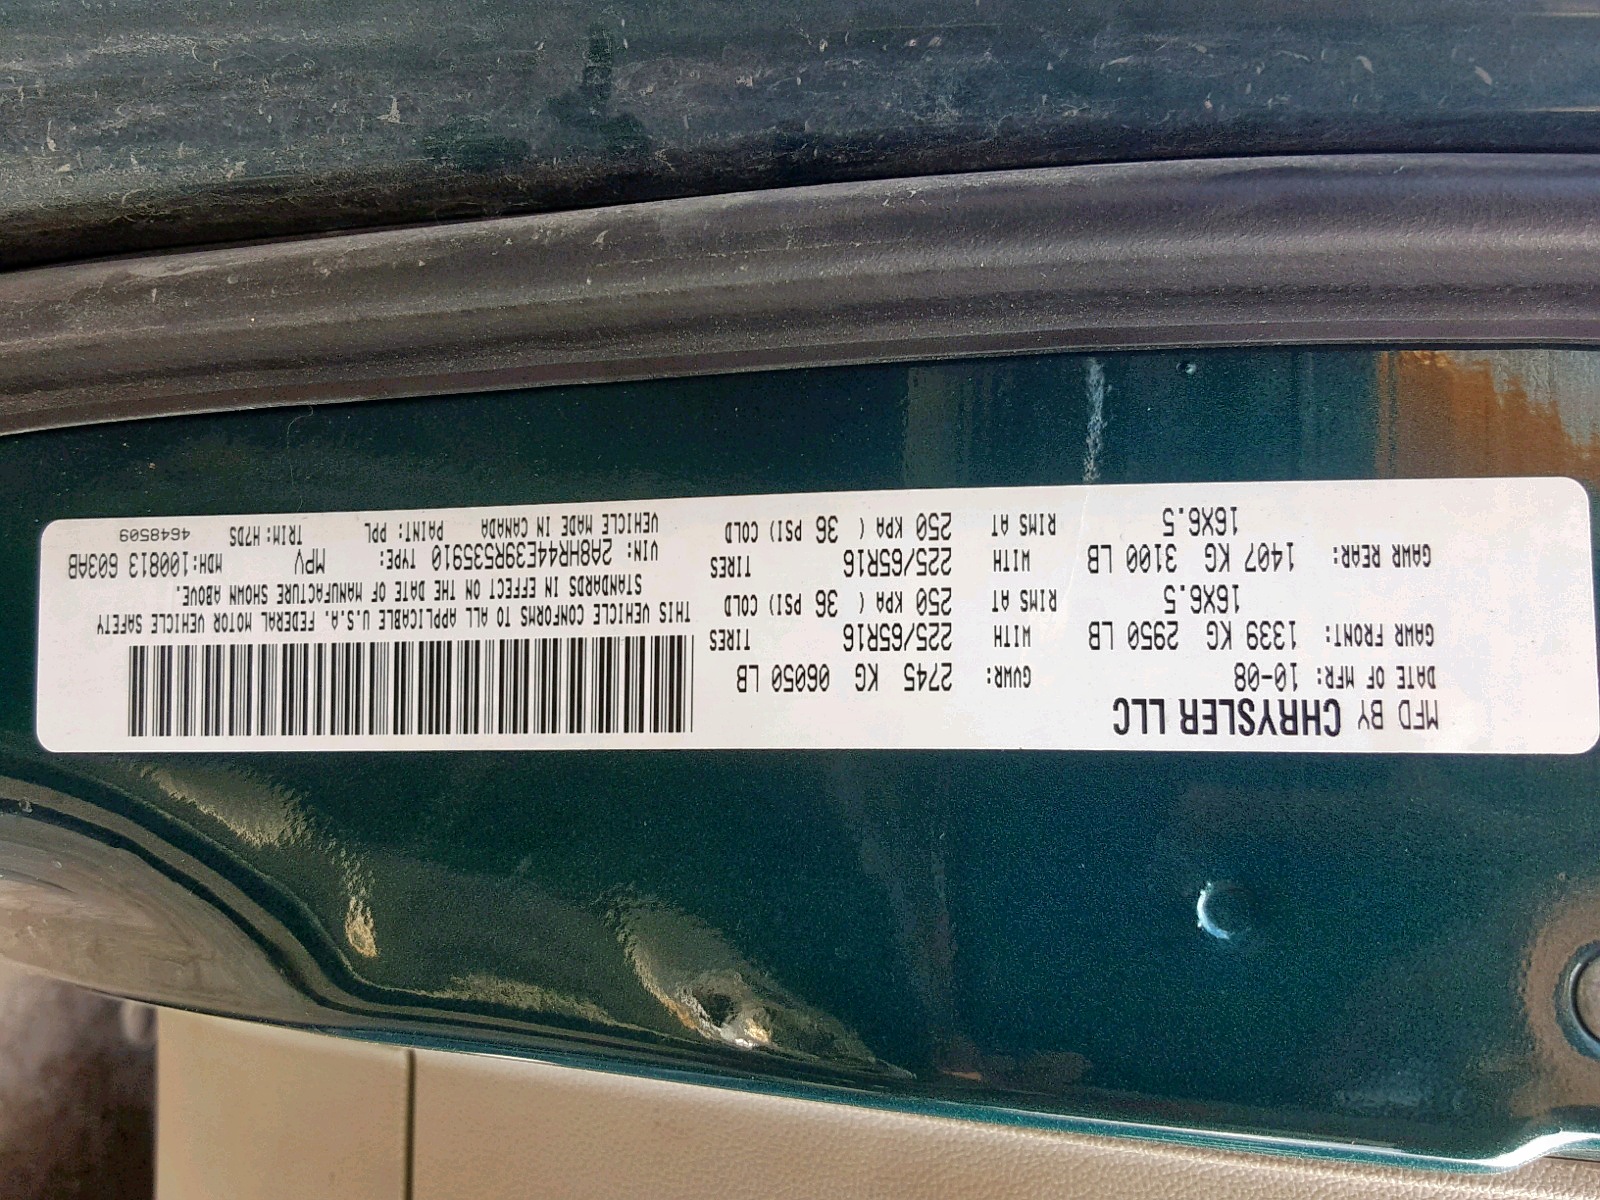 MFD BY CHRYSLER LLC
DATE OF MFR: 10-08 GVWR: 2745 KG 06050 LB
GAWR FRONT: 1339 KG 2950 LB WITH 225/65R16 TIRES
16X6.5 RIMS AT 250 KPA ( 36 PSI) COLD
GAWR REAR: 1407 KG 3100 LB WITH 225/65R16 TIRES
16X6.5 RIMS AT 250 KPA ( 36 PSI) COLD
THIS VEHICLE CONFORMS TO ALL APPLICABLE U.S.A. FEDERAL MOTOR VEHICLE SAFETY
STANDARDS IN EFFECT ON THE DATE OF MANUFACTURE SHOWN ABOVE.
VIN: 2A8HR44E39R535910 TYPE: MPV MDH:100813 603AB
VEHICLE MADE IN CANADA PAINT: PPL TRIM: H7DS 4648509